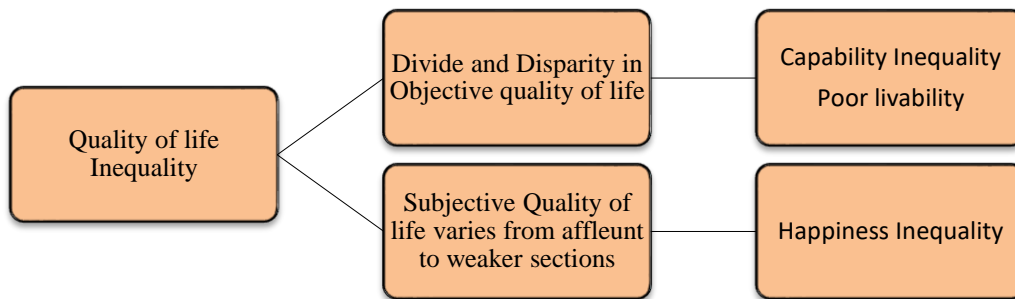 Quality of life
Inequality
Divide and Disparity in
Objective quality of life
Capability Inequality
Poor livability
Subjective Quality of
life varies from affleunt
to weaker sections
Happiness Inequality